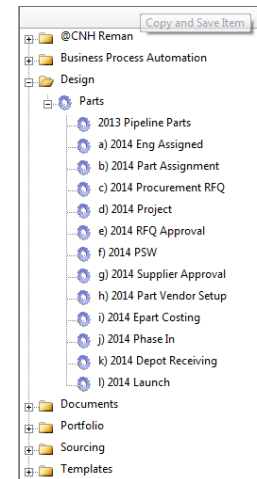 Copy and Save Item
@CNH Reman
Business Process Automation
Design
Parts
2013 Pipeline Parts
a) 2014 Eng Assigned
b) 2014 Part Assignment
c) 2014 Procurement RFQ
d) 2014 Project
e) 2014 RFQ Approval
f) 2014 PSW
g) 2014 Supplier Approval
h) 2014 Part Vendor Setup
i) 2014 Epart Costing
j) 2014 Phase In
k) 2014 Depot Receiving
l) 2014 Launch
Documents
Portfolio
Sourcing
Templates